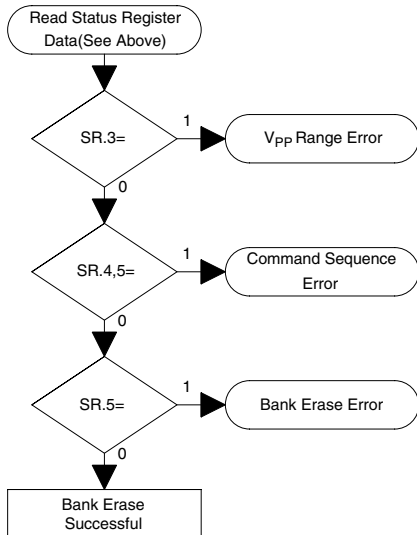 Read Status Register
Data(See Above)
SR.3=
1
VPP Range Error
0
SR.4,5=
1
Command Sequence
Error
0
SR.5=
1
Bank Erase Error
0
Bank Erase
Successful